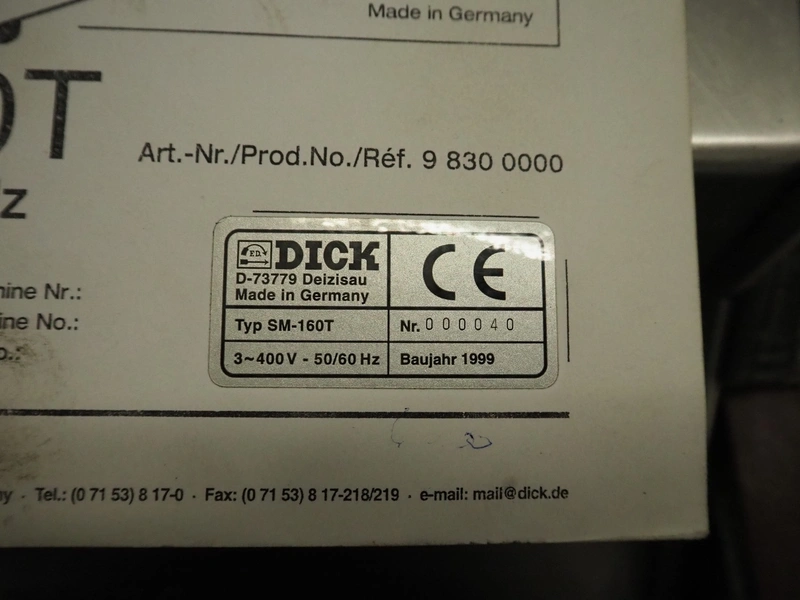 Made in Germany
0T
Art.-Nr./Prod.No./Réf. 9 830 0000
z
F.D.
DICK
D-73779 Deizisau
Made in Germany
CE
Typ SM-160T
Nr. 000040
3~400V - 50/60 Hz
Baujahr 1999
Nr.:
No.:
Tel.: (0 71 53) 8 17-0 · Fax: (0 71 53) 8 17-218/219 · e-mail: mail@dick.de